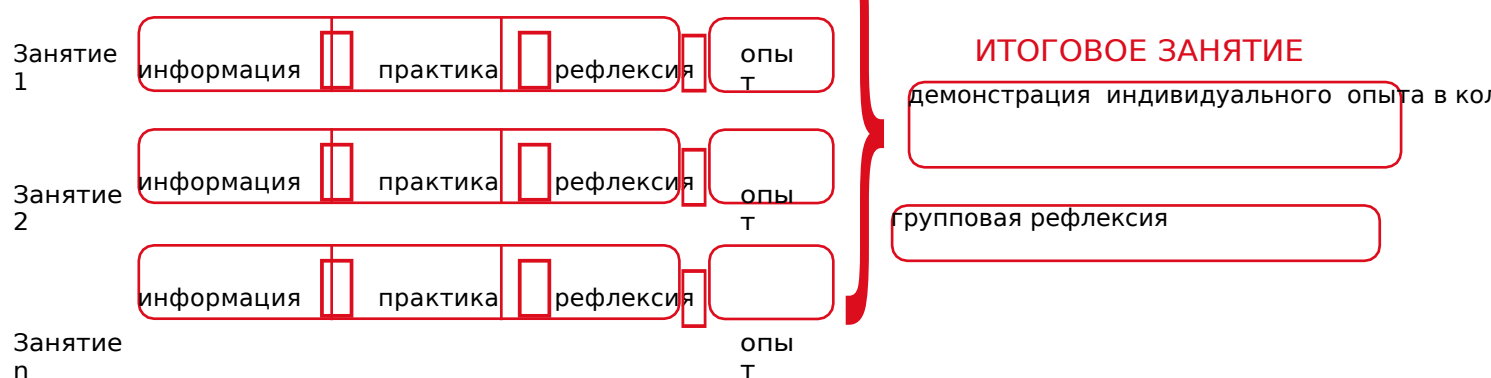 Занятие
1
информация практика рефлексия
опы
т
Занятие
2
информация практика рефлексия
опы
т
Занятие
n
информация практика рефлексия
опы
т
ИТОГОВОЕ ЗАНЯТИЕ
демонстрация индивидуального опыта в
групповая рефлексия